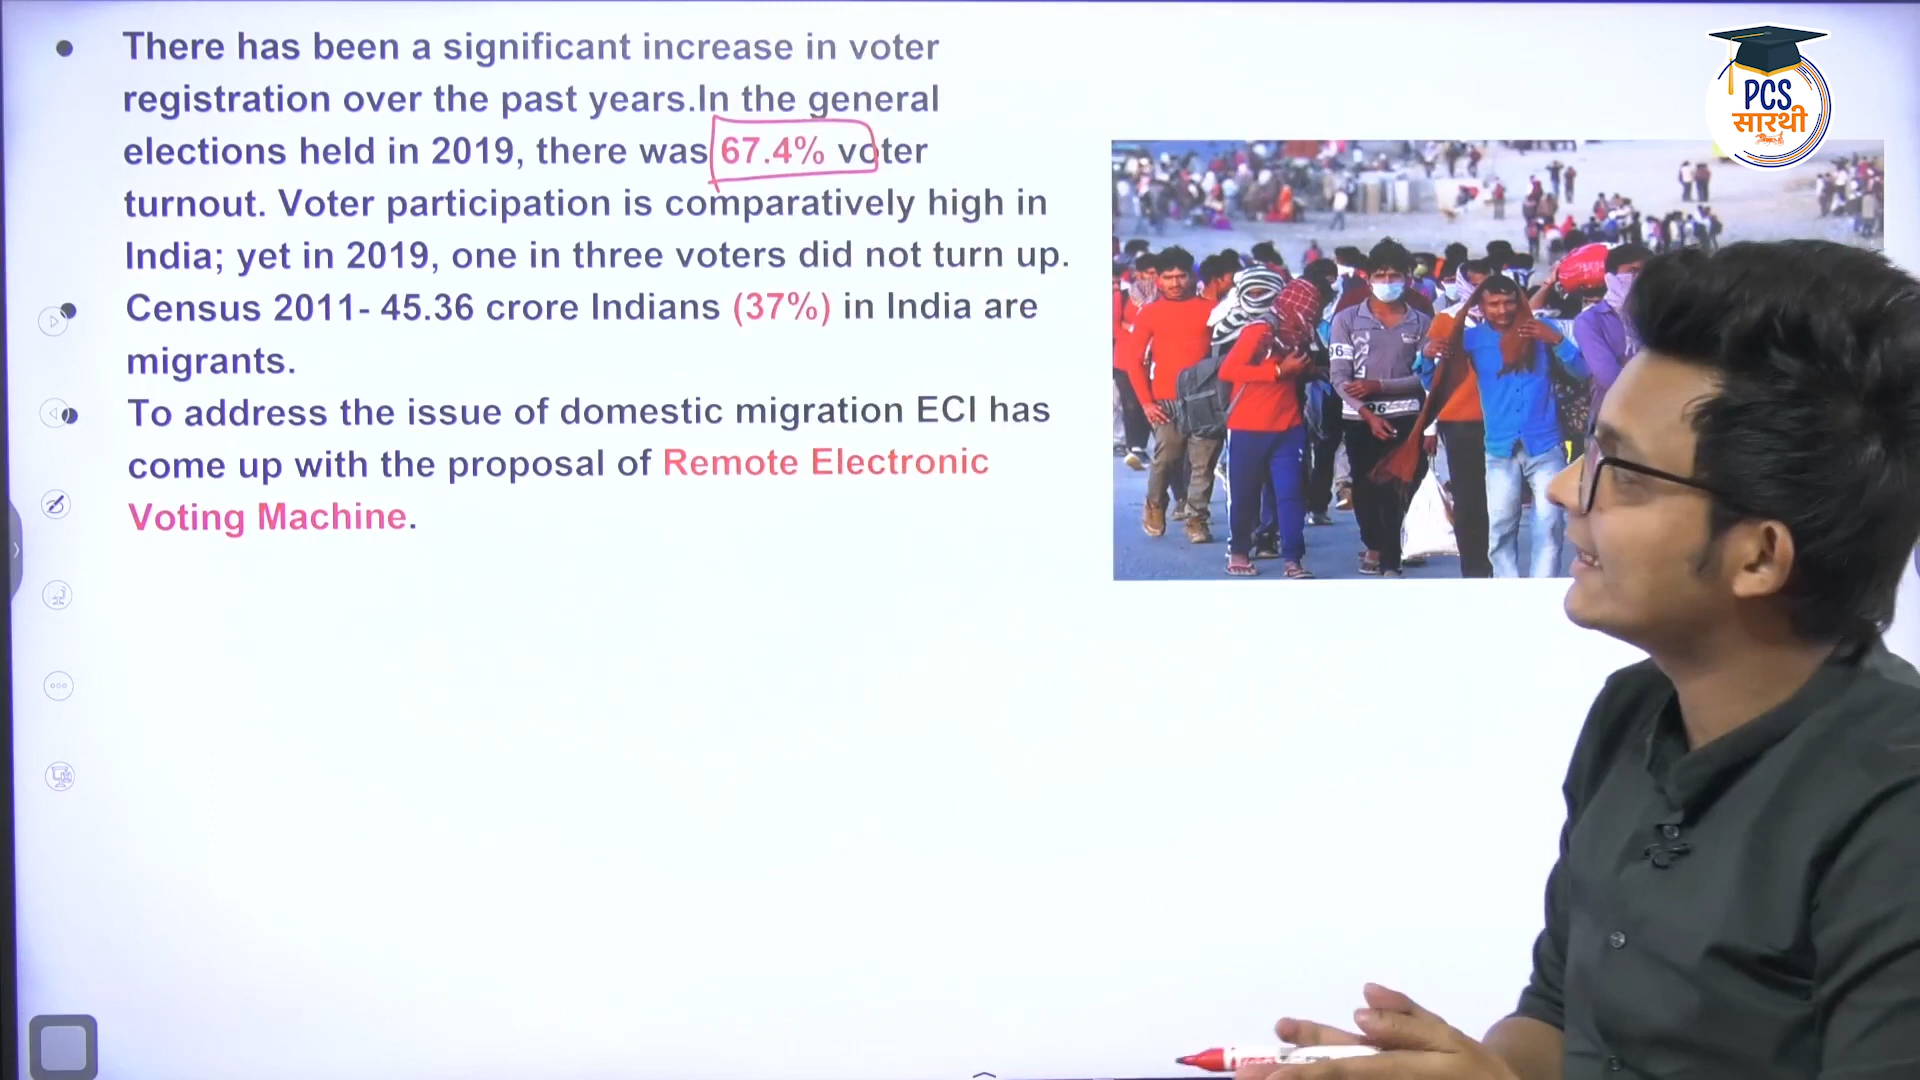 There has been a significant increase in voter
registration over the past years.In the general
elections held in 2019, there was 67.4% voter
turnout. Voter participation is comparatively high in
India; yet in 2019, one in three voters did not turn up.
Census 2011- 45.36 crore Indians (37%) in India are
migrants.
To address the issue of domestic migration ECI has
come up with the proposal of Remote Electronic
Voting Machine.
PCS
सारथी
96
96